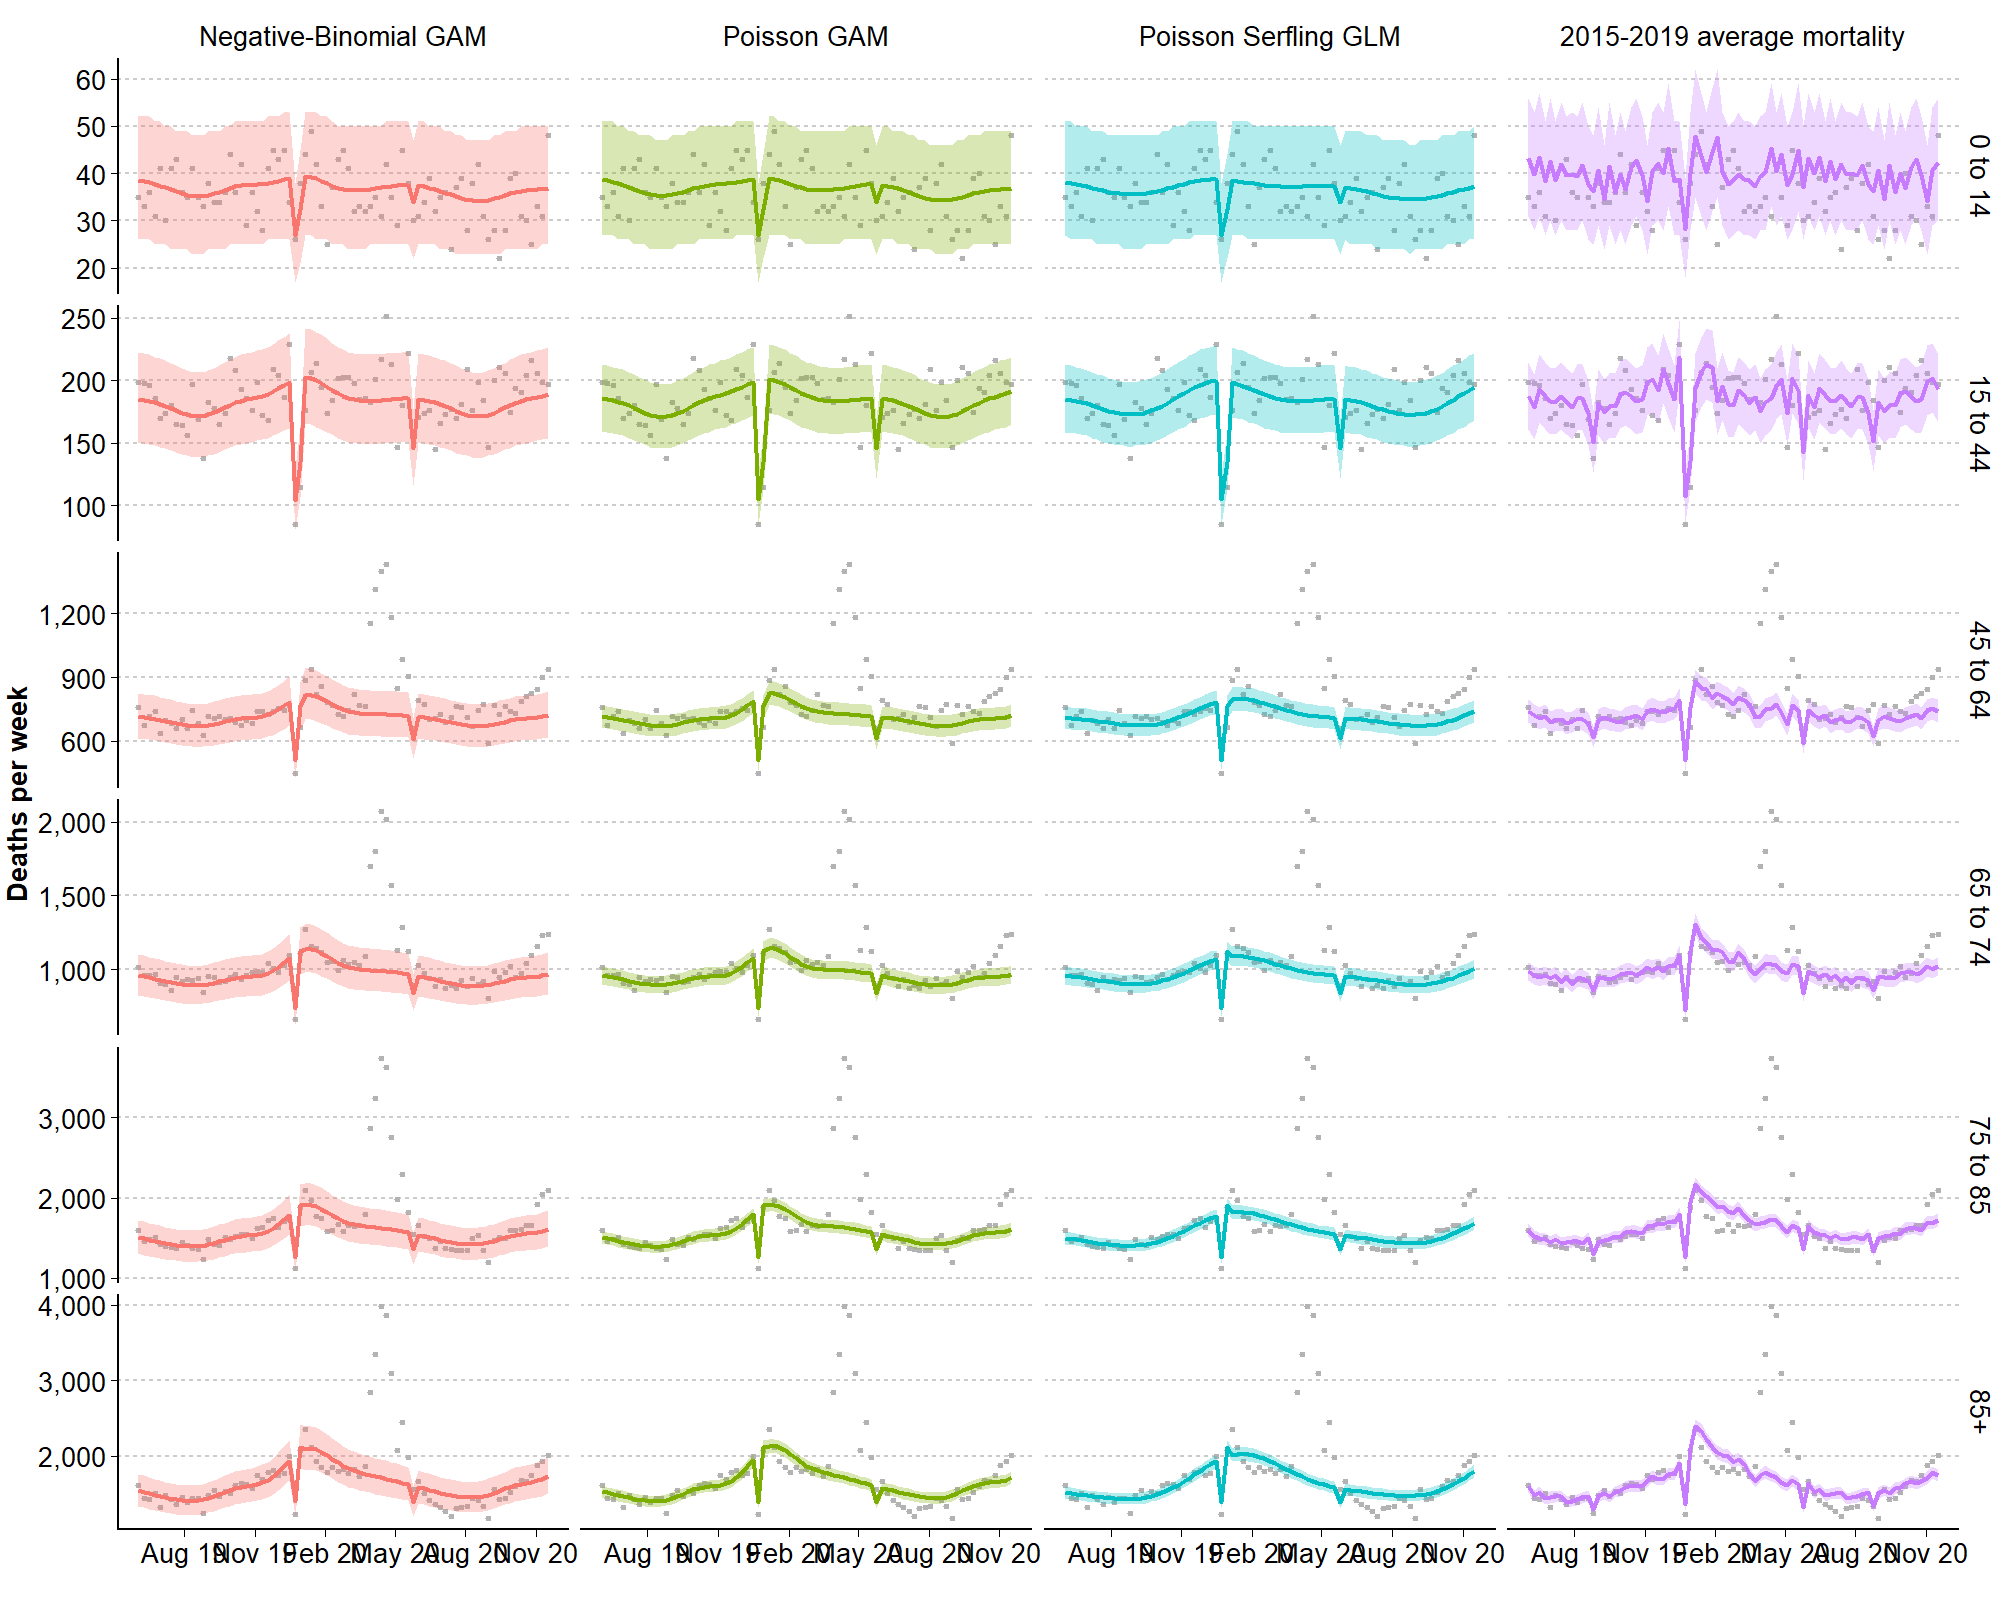 Negative-Binomial GAM
Poisson GAM
Poisson Serfling GLM
2015-2019 average mortality
Deaths per week
60
50
40
30
20
0 to 14
250
200
150
100
15 to 44
1,200
900
600
45 to 64
2,000
1,500
1,000
65 to 74
3,000
2,000
1,000
75 to 85
4,000
3,000
2,000
85+
Aug 19 Nov 19 Feb 20 May 20 Aug 20 Nov 20
Aug 19 Nov 19 Feb 20 May 20 Aug 20 Nov 20
Aug 19 Nov 19 Feb 20 May 20 Aug 20 Nov 20
Aug 19 Nov 19 Feb 20 May 20 Aug 20 Nov 20